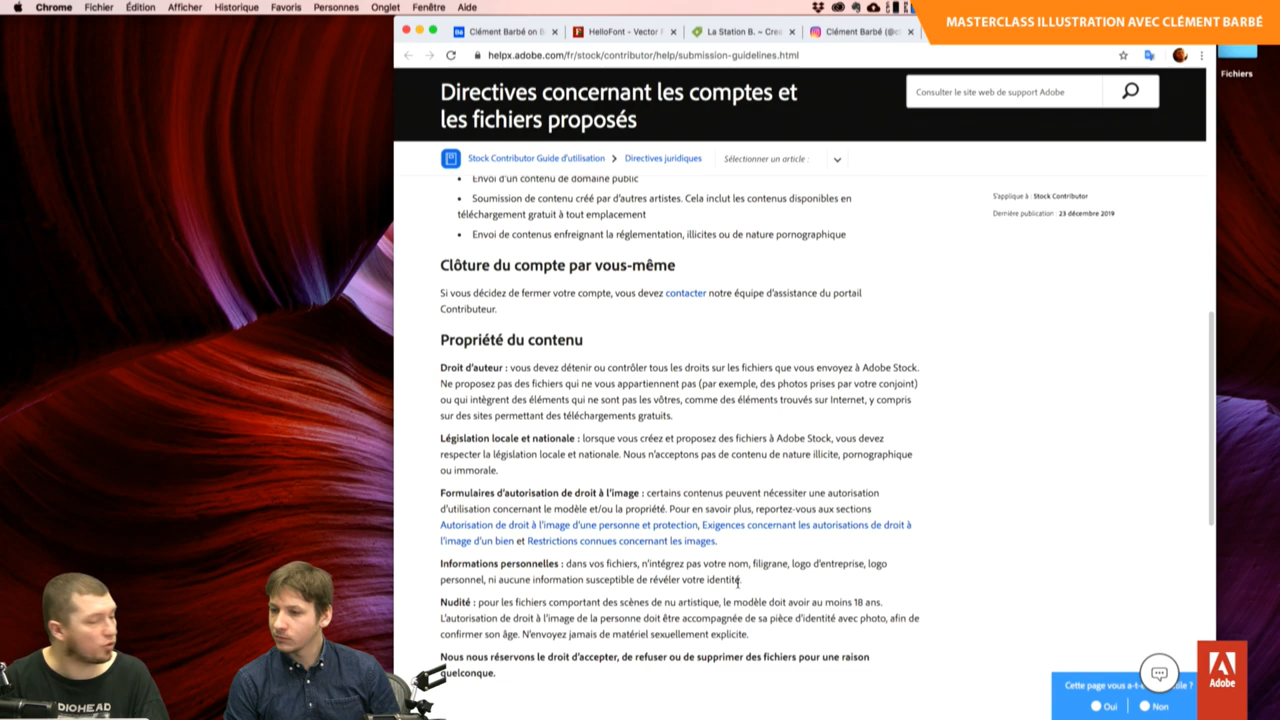 Chrome Fichier Édition Afficher Historique Favoris Personnes Onglet Fenêtre Aide
MASTERCLASS ILLUSTRATION AVEC CLÉMENT BARBÉ
Clément Barbé on B
HelloFont - Vector F
La Station B. ~ Crea
Clément Barbé (@c
helpx.adobe.com/fr/stock/contributor/help/submission-guidelines.html
Fichiers
Directives concernant les comptes et
les fichiers proposés
Consulter le site web de support Adobe
Stock Contributor Guide d'utilisation > Directives juridiques
Sélectionner un article :
• Envoi d'un contenu de domaine public
• Soumission de contenu créé par d'autres artistes. Cela inclut les contenus disponibles en
téléchargement gratuit à tout emplacement
• Envoi de contenus enfreignant la réglementation, illicites ou de nature pornographique
S'applique à : Stock Contributor
Dernière publication : 23 décembre 2019
Clôture du compte par vous-même
Si vous décidez de fermer votre compte, vous devez contacter notre équipe d'assistance du portail
Contributeur.
Propriété du contenu
Droit d'auteur : vous devez détenir ou contrôler tous les droits sur les fichiers que vous envoyez à Adobe Stock.
Ne proposez pas des fichiers qui ne vous appartiennent pas (par exemple, des photos prises par votre conjoint)
ou qui intègrent des éléments qui ne sont pas les vôtres, comme des éléments trouvés sur Internet, y compris
sur des sites permettant des téléchargements gratuits.
Législation locale et nationale : lorsque vous créez et proposez des fichiers à Adobe Stock, vous devez
respecter la législation locale et nationale. Nous n'acceptons pas de contenu de nature illicite, pornographique
ou immorale.
Formulaires d'autorisation de droit à l'image : certains contenus peuvent nécessiter une autorisation
d'utilisation concernant le modèle et/ou la propriété. Pour en savoir plus, reportez-vous aux sections
Autorisation de droit à l'image d'une personne et protection, Exigences concernant les autorisations de droit à
l'image d'un bien et Restrictions connues concernant les images.
Informations personnelles : dans vos fichiers, n'intégrez pas votre nom, filigrane, logo d'entreprise, logo
personnel, ni aucune information susceptible de révéler votre identité.
Nudité : pour les fichiers comportant des scènes de nu artistique, le modèle doit avoir au moins 18 ans.
L'autorisation de droit à l'image de la personne doit être accompagnée de sa pièce d'identité avec photo, afin de
confirmer son âge. N'envoyez jamais de matériel sexuellement explicite.
Nous nous réservons le droit d'accepter, de refuser ou de supprimer des fichiers pour une raison
quelconque.
Cette page vous a-t-e
le ?
Oui
Non
Adobe
DIOHEAD